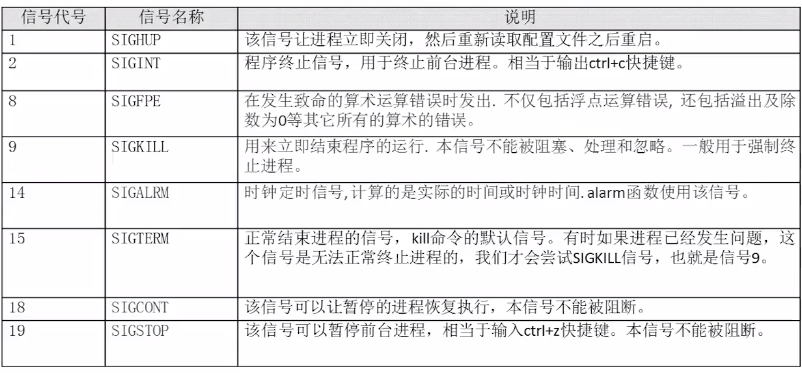 信号代号 信号名称 说明
1 SIGHUP 该信号让进程立即关闭，然后重新读取配置文件之后重启。
2 SIGINT 程序终止信号，用于终止前台进程。相当于输出ctrl+c快捷键。
8 SIGFPE 在发生致命的算术运算错误时发出. 不仅包括浮点运算错误, 还包括溢出及除
数为0等其它所有的算术的错误。
9 SIGKILL 用来立即结束程序的运行. 本信号不能被阻塞、处理和忽略。一般用于强制终
止进程。
14 SIGALRM 时钟定时信号, 计算的是实际的时间或时钟时间. alarm函数使用该信号。
15 SIGTERM 正常结束进程的信号，kill命令的默认信号。有时如果进程已经发生问题，这
个信号是无法正常终止进程的，我们才会尝试SIGKILL信号，也就是信号9。
18 SIGCONT 该信号可以让暂停的进程恢复执行，本信号不能被阻断。
19 SIGSTOP 该信号可以暂停前台进程，相当于输入ctrl+z快捷键。本信号不能被阻断。